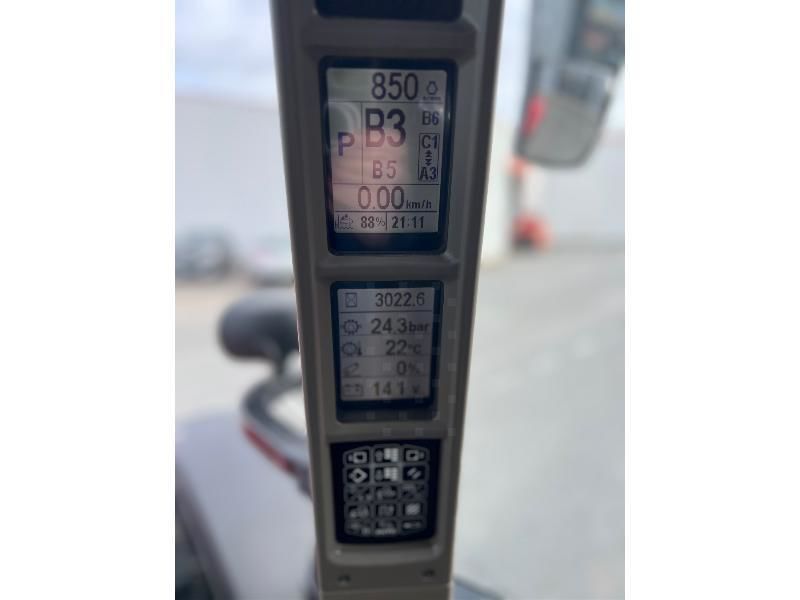 850
B3 B6
P C1
B5 A3
0.00 km/h
88% 21:11
3022.6
24.3 bar
22°C
0%
14.1 V
AUTO